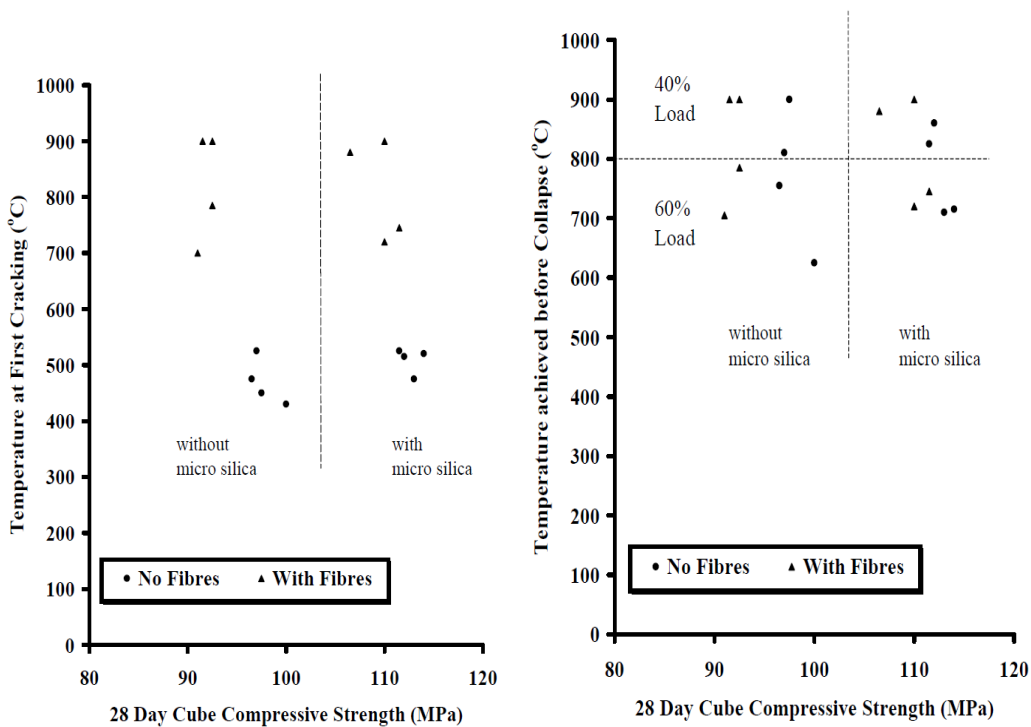 1000
900
800
700
600
500
400
300
200
100
0
Temperature at First Cracking (°C)
without
micro silica
with
micro silica
No Fibres
With Fibres
80
90
100
110
120
28 Day Cube Compressive Strength (MPa)
1000
900
800
700
600
500
400
300
200
100
0
Temperature achieved before Collapse (°C)
40%
Load
60%
Load
without
micro silica
with
micro silica
No Fibres
With Fibres
80
90
100
110
120
28 Day Cube Compressive Strength (MPa)